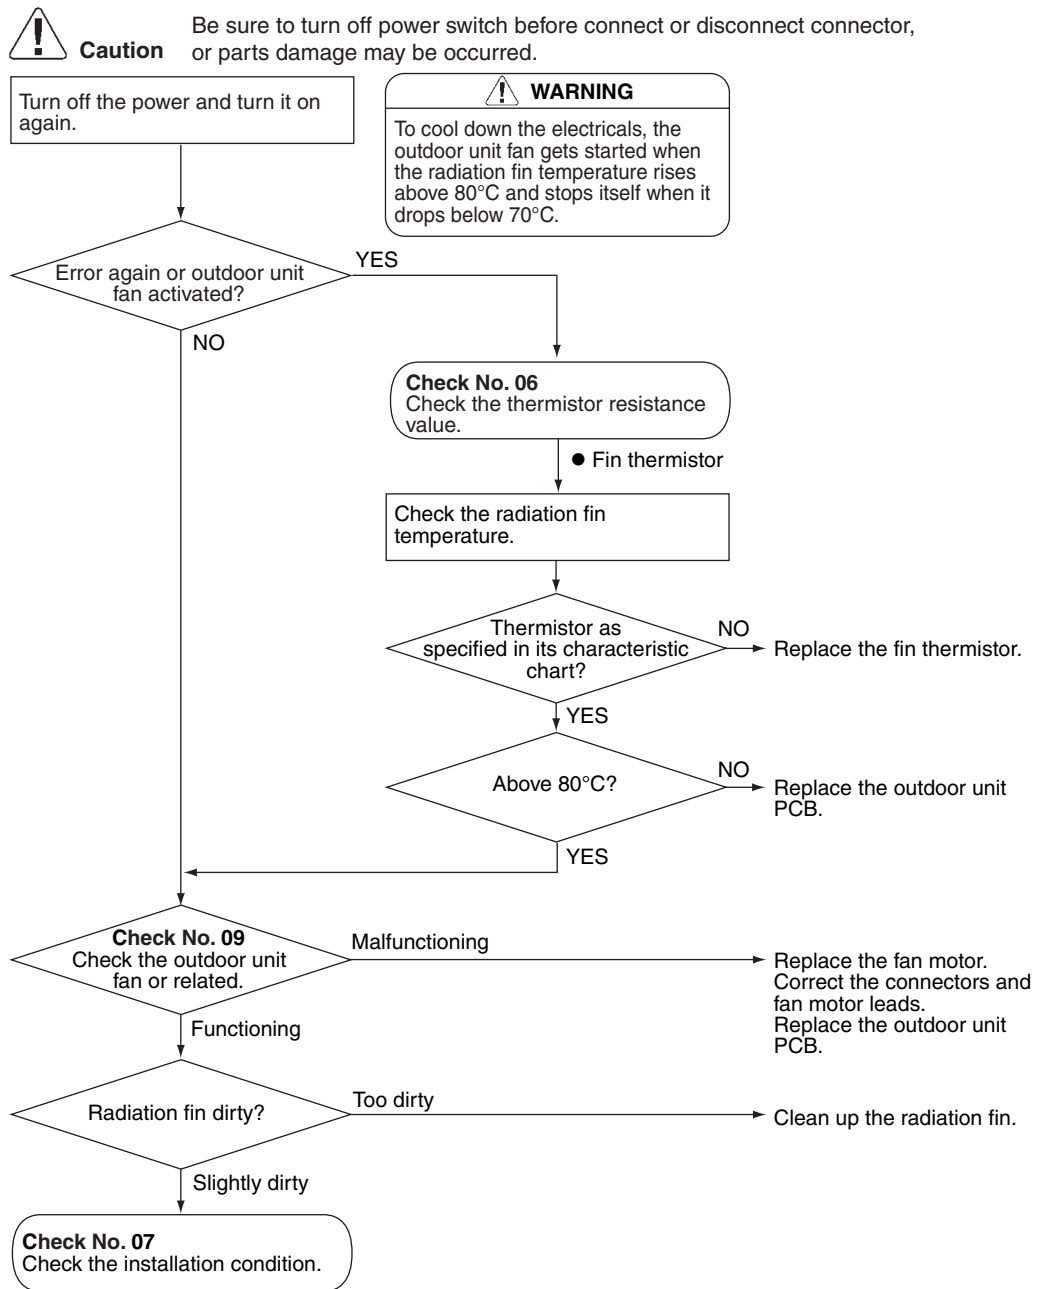 Be sure to turn off power switch before connect or disconnect connector,
Caution or parts damage may be occurred.
Turn off the power and turn it on
again.
WARNING
To cool down the electricals, the
outdoor unit fan gets started when
the radiation fin temperature rises
above 80°C and stops itself when it
drops below 70°C.
Error again or outdoor unit
fan activated?
YES
NO
Check No. 06
Check the thermistor resistance
value.
● Fin thermistor
Check the radiation fin
temperature.
Thermistor as
specified in its characteristic
chart?
NO
Replace the fin thermistor.
YES
Above 80°C?
NO
Replace the outdoor unit
PCB.
YES
Check No. 09
Check the outdoor unit
fan or related.
Malfunctioning
Replace the fan motor.
Correct the connectors and
fan motor leads.
Replace the outdoor unit
PCB.
Functioning
Radiation fin dirty?
Too dirty
Clean up the radiation fin.
Slightly dirty
Check No. 07
Check the installation condition.